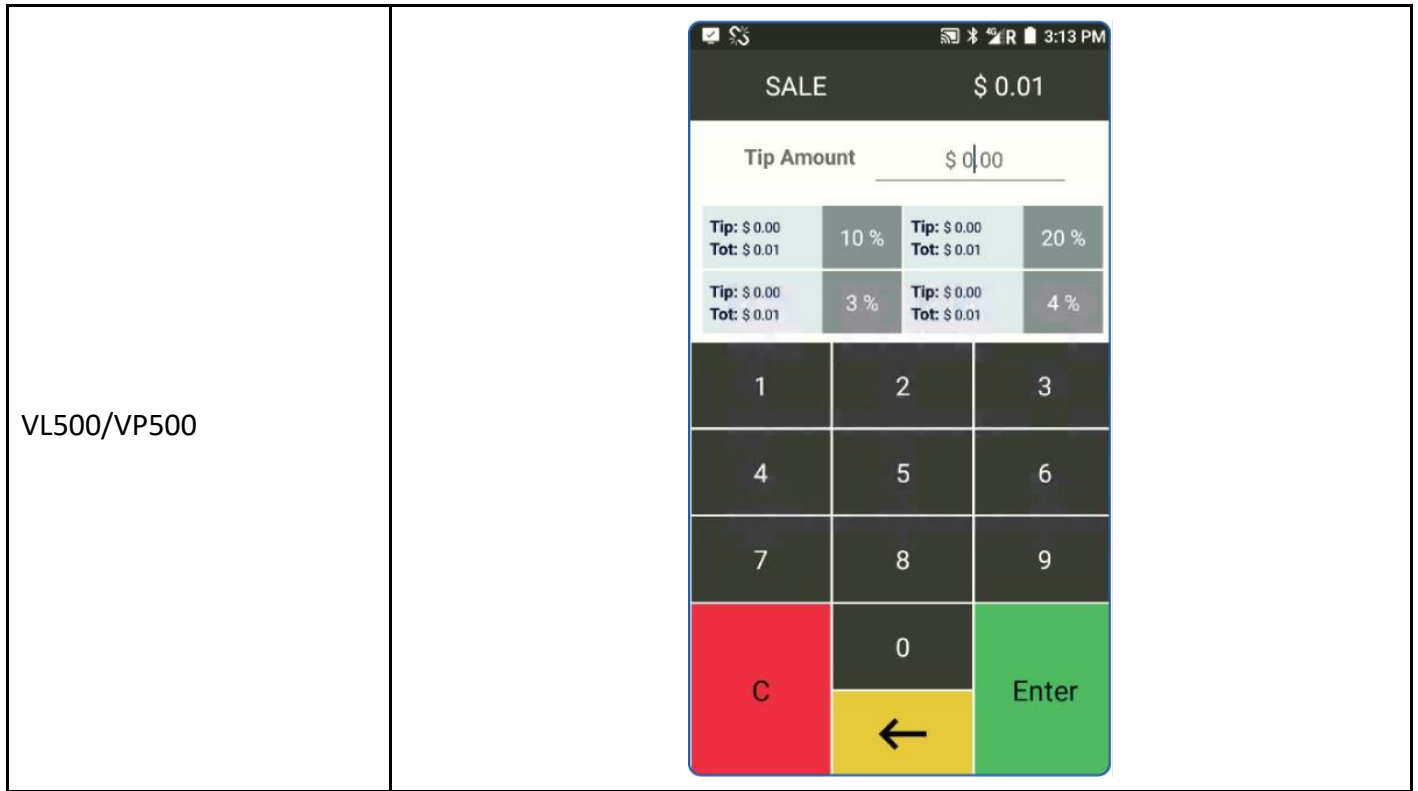 4G R 3:13 PM
SALE $ 0.01
Tip Amount $ 0.00
Tip: $ 0.00 10 % Tip: $ 0.00 20 %
Tot: $ 0.01 Tot: $ 0.01
Tip: $ 0.00 3 % Tip: $ 0.00 4 %
Tot: $ 0.01 Tot: $ 0.01
1 2 3
VL500/VP500
4 5 6
7 8 9
0
C Enter